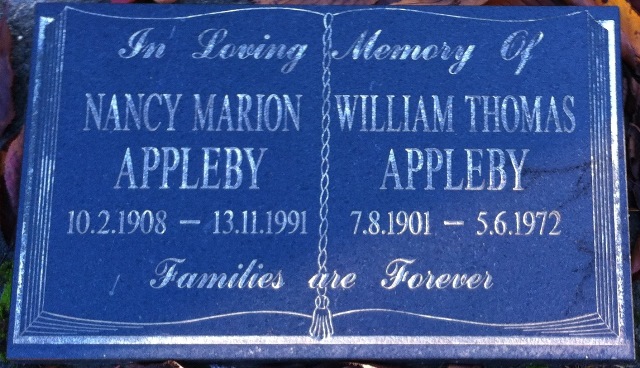 In Loving Memory Of
NANCY MARION WILLIAM THOMAS
APPLEBY APPLEBY
10.2.1908 — 13.11.1991 7.8.1901 — 5.6.1972
Families are Forever